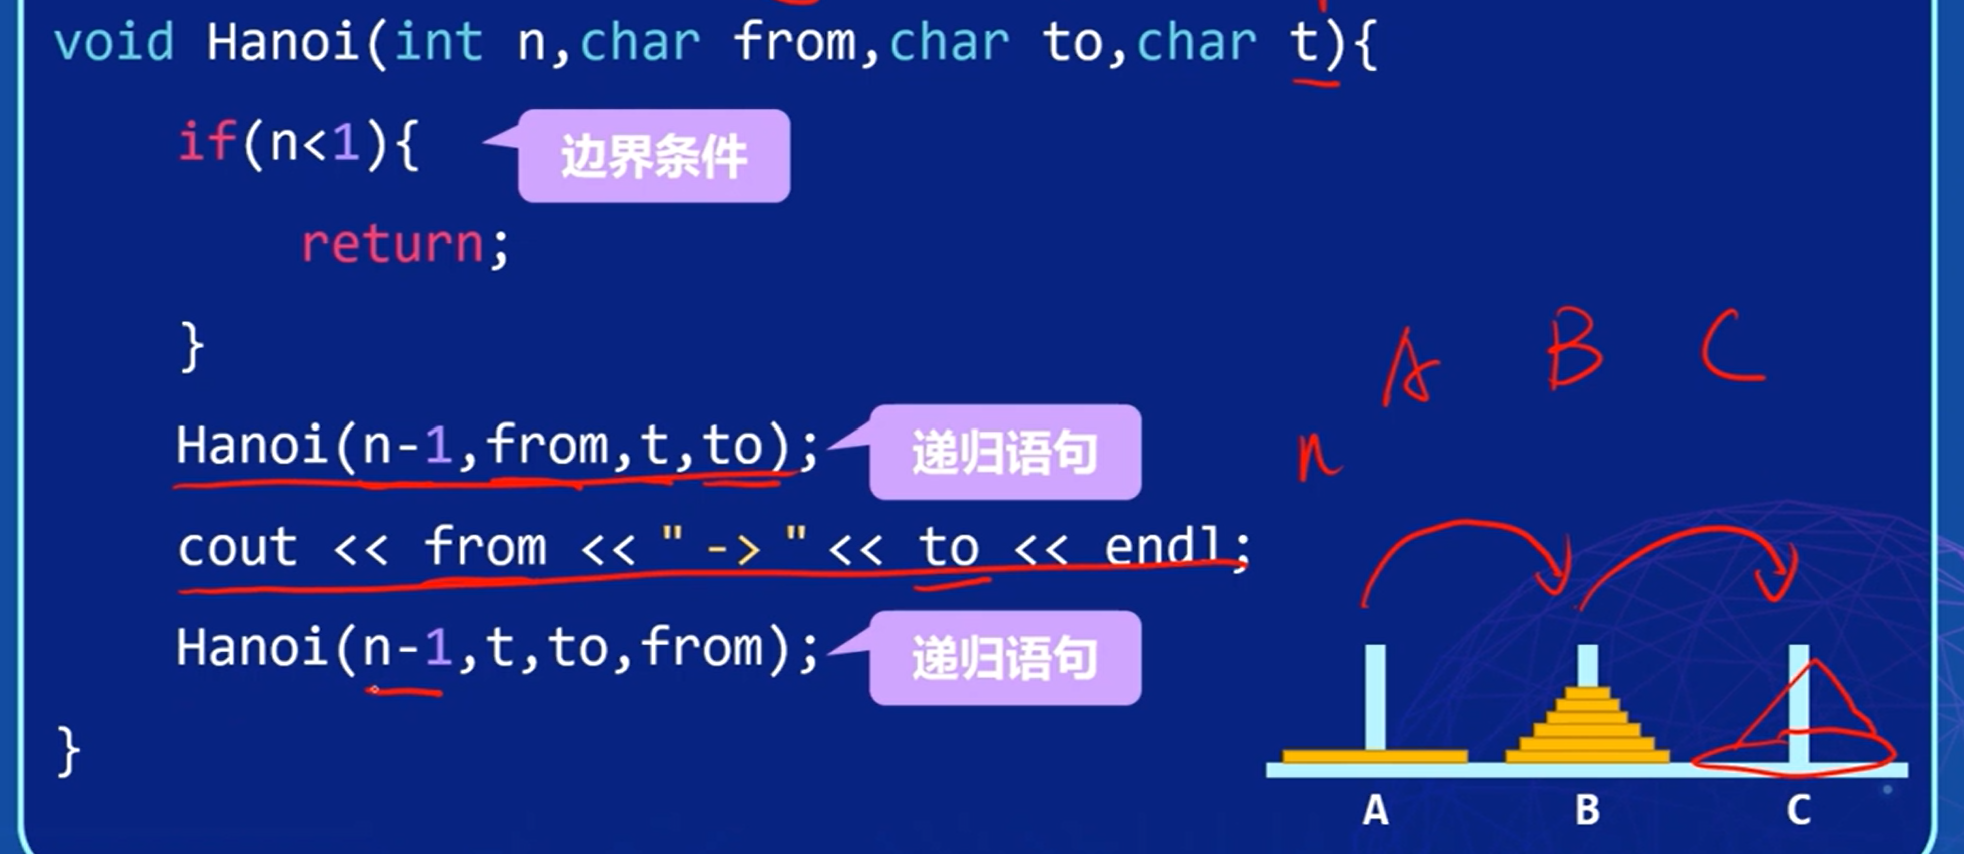 void Hanoi(int n,char from,char to,char t){
if(n<1){
边界条件
return;
}
A B C
Hanoi(n-1,from,t,to);
递归语句
n
cout << from << " -> " << to << endl;
Hanoi(n-1,t,to,from);
递归语句
}
A B C